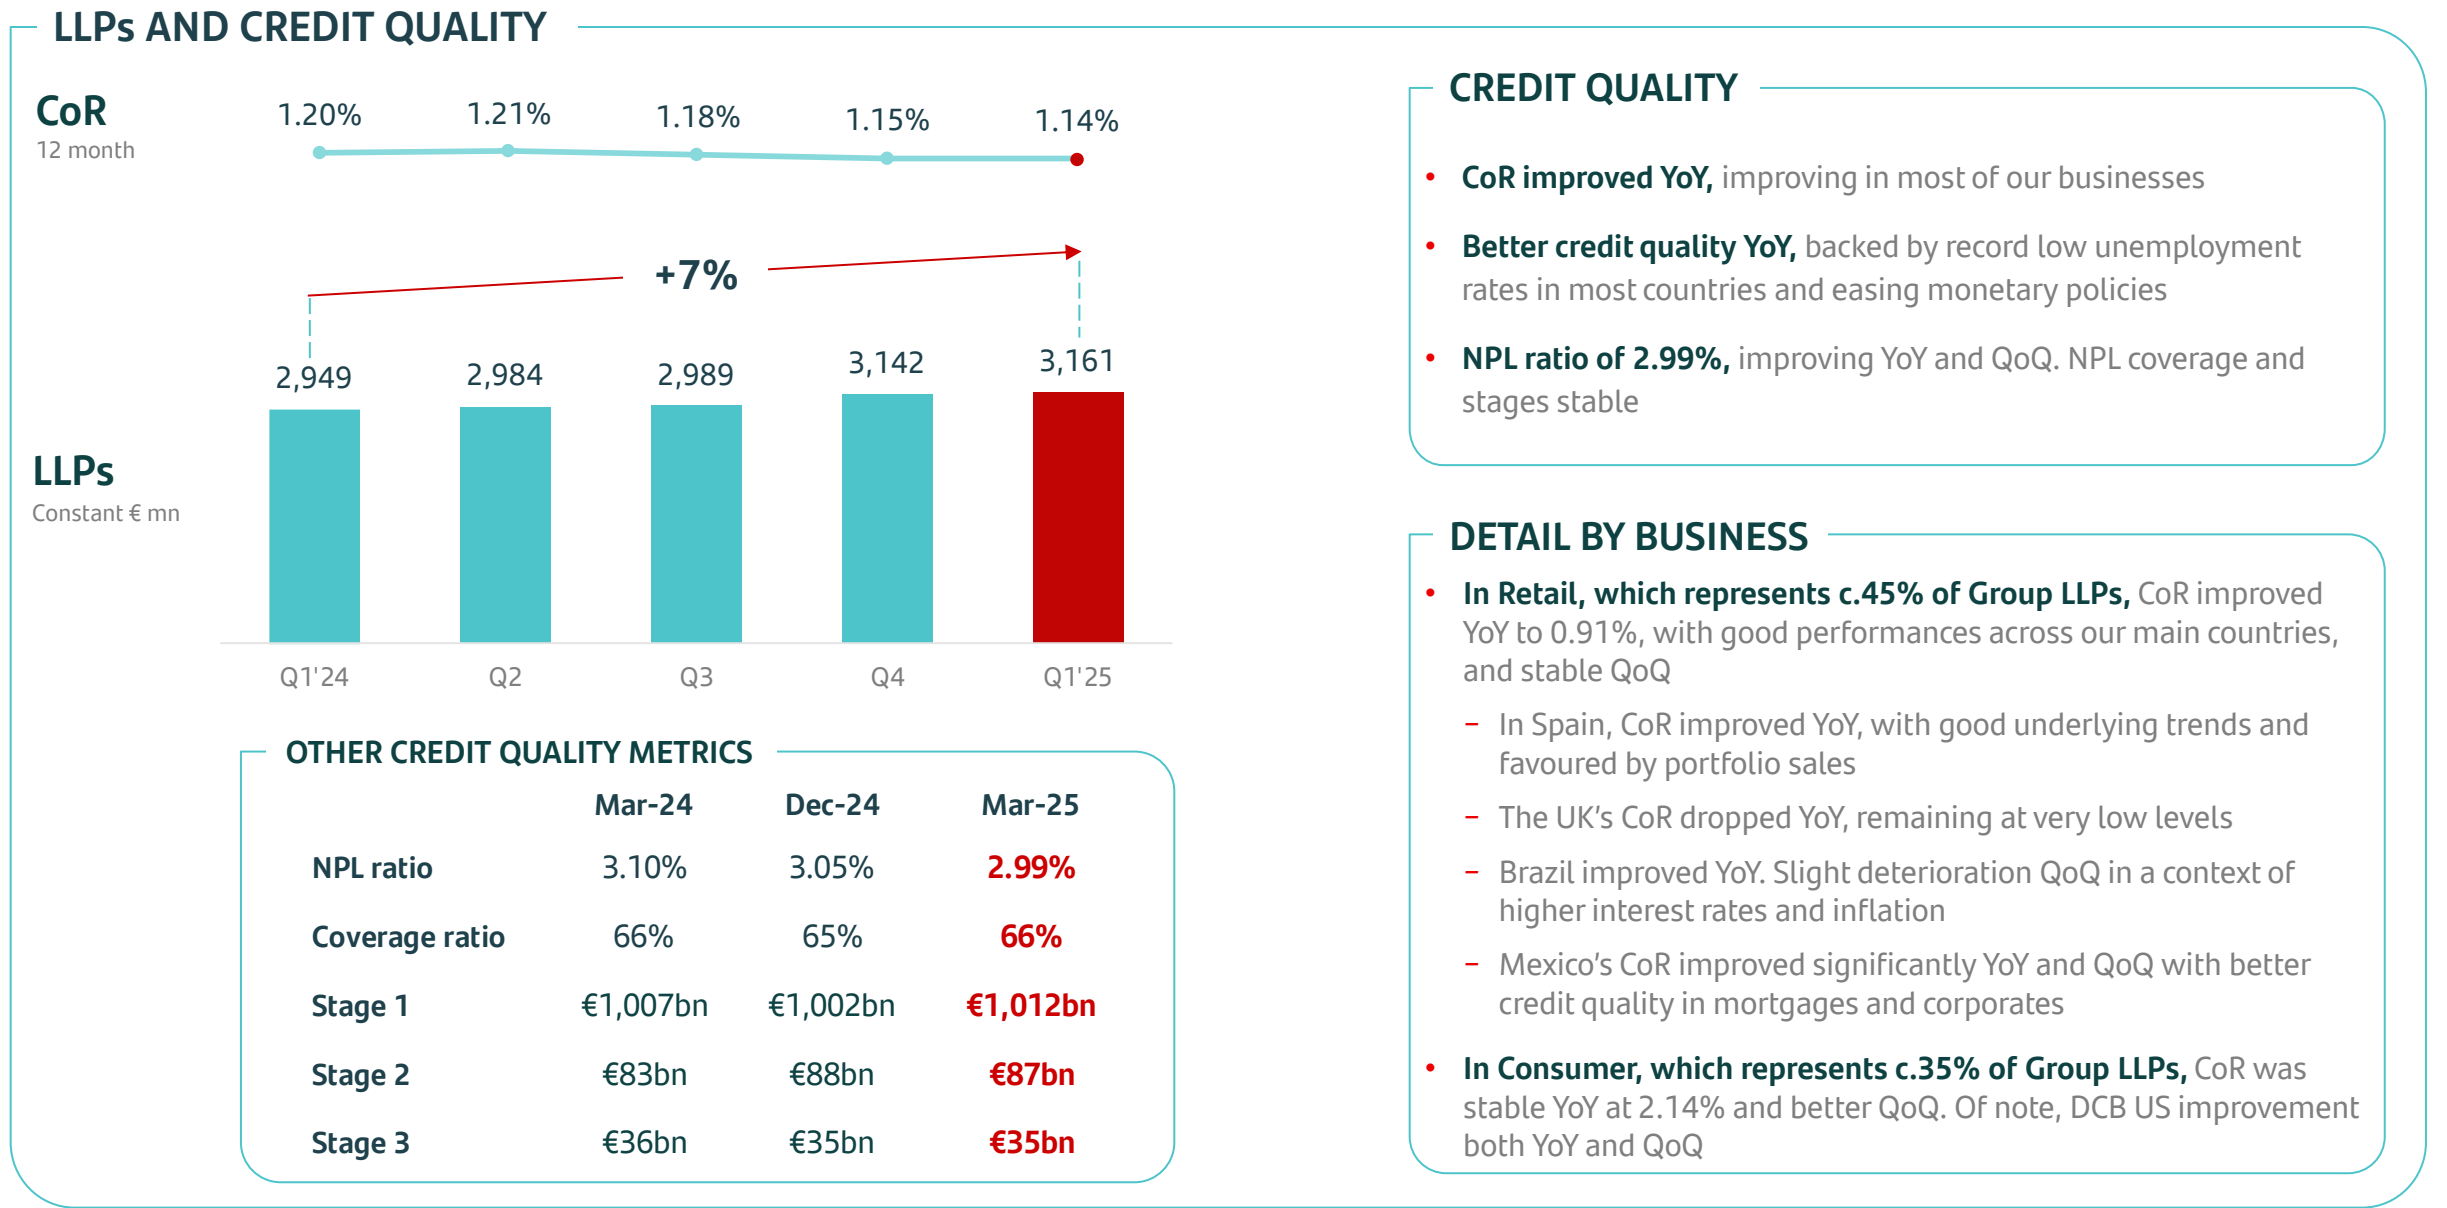 LLPs AND CREDIT QUALITY
CoR
12 month
1.20% 1.21% 1.18% 1.15% 1.14%
+7%
2,949 2,984 2,989 3,142 3,161
LLPs
Constant € mn
Q1'24 Q2 Q3 Q4 Q1'25
OTHER CREDIT QUALITY METRICS
Mar-24 Dec-24 Mar-25
NPL ratio 3.10% 3.05% 2.99%
Coverage ratio 66% 65% 66%
Stage 1 €1,007bn €1,002bn €1,012bn
Stage 2 €83bn €88bn €87bn
Stage 3 €36bn €35bn €35bn
CREDIT QUALITY
• CoR improved YoY, improving in most of our businesses
• Better credit quality YoY, backed by record low unemployment
rates in most countries and easing monetary policies
• NPL ratio of 2.99%, improving YoY and QoQ. NPL coverage and
stages stable
DETAIL BY BUSINESS
• In Retail, which represents c.45% of Group LLPs, CoR improved
YoY to 0.91%, with good performances across our main countries,
and stable QoQ
− In Spain, CoR improved YoY, with good underlying trends and
favoured by portfolio sales
− The UK’s CoR dropped YoY, remaining at very low levels
− Brazil improved YoY. Slight deterioration QoQ in a context of
higher interest rates and inflation
− Mexico’s CoR improved significantly YoY and QoQ with better
credit quality in mortgages and corporates
• In Consumer, which represents c.35% of Group LLPs, CoR was
stable YoY at 2.14% and better QoQ. Of note, DCB US improvement
both YoY and QoQ